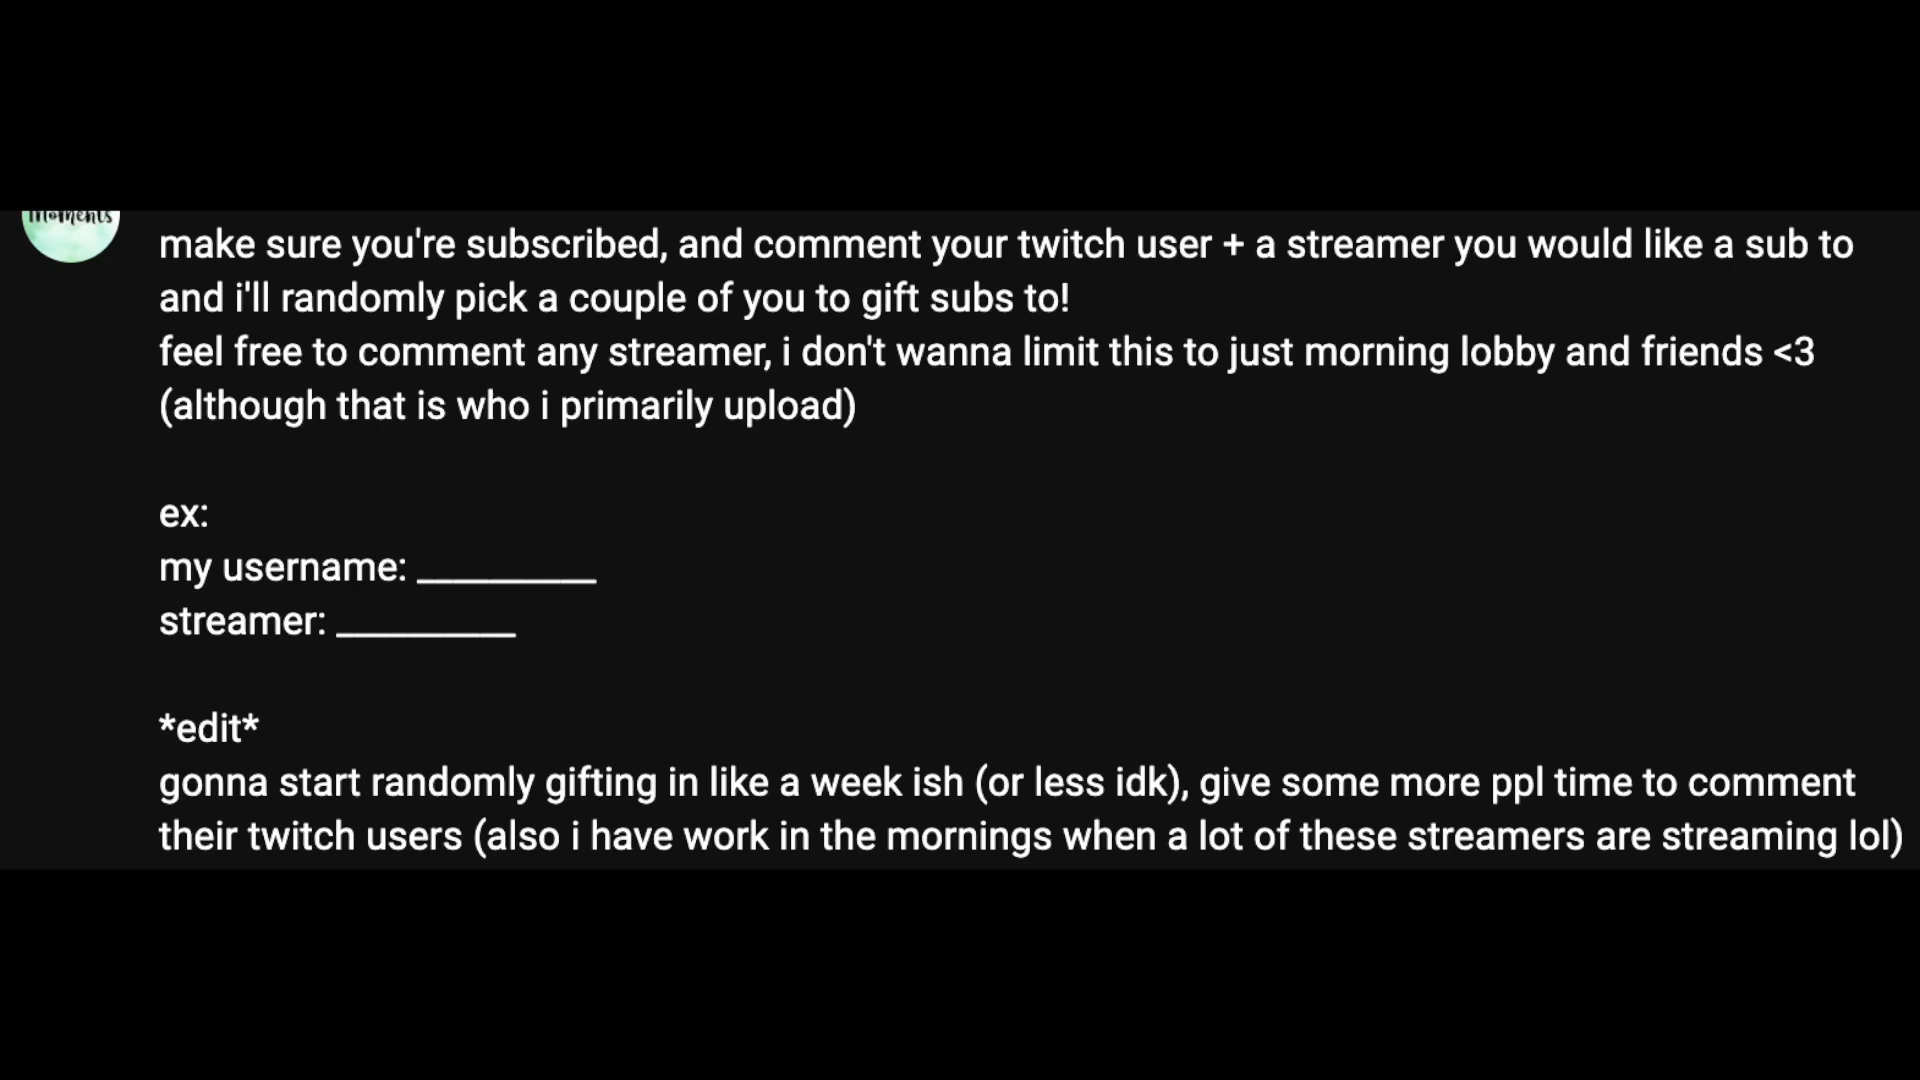 moments
make sure you're subscribed, and comment your twitch user + a streamer you would like a sub to
and i'll randomly pick a couple of you to gift subs to!
feel free to comment any streamer, i don't wanna limit this to just morning lobby and friends <3
(although that is who i primarily upload)
ex:
my username: __________
streamer: __________
*edit*
gonna start randomly gifting in like a week ish (or less idk), give some more ppl time to comment
their twitch users (also i have work in the mornings when a lot of these streamers are streaming lol)